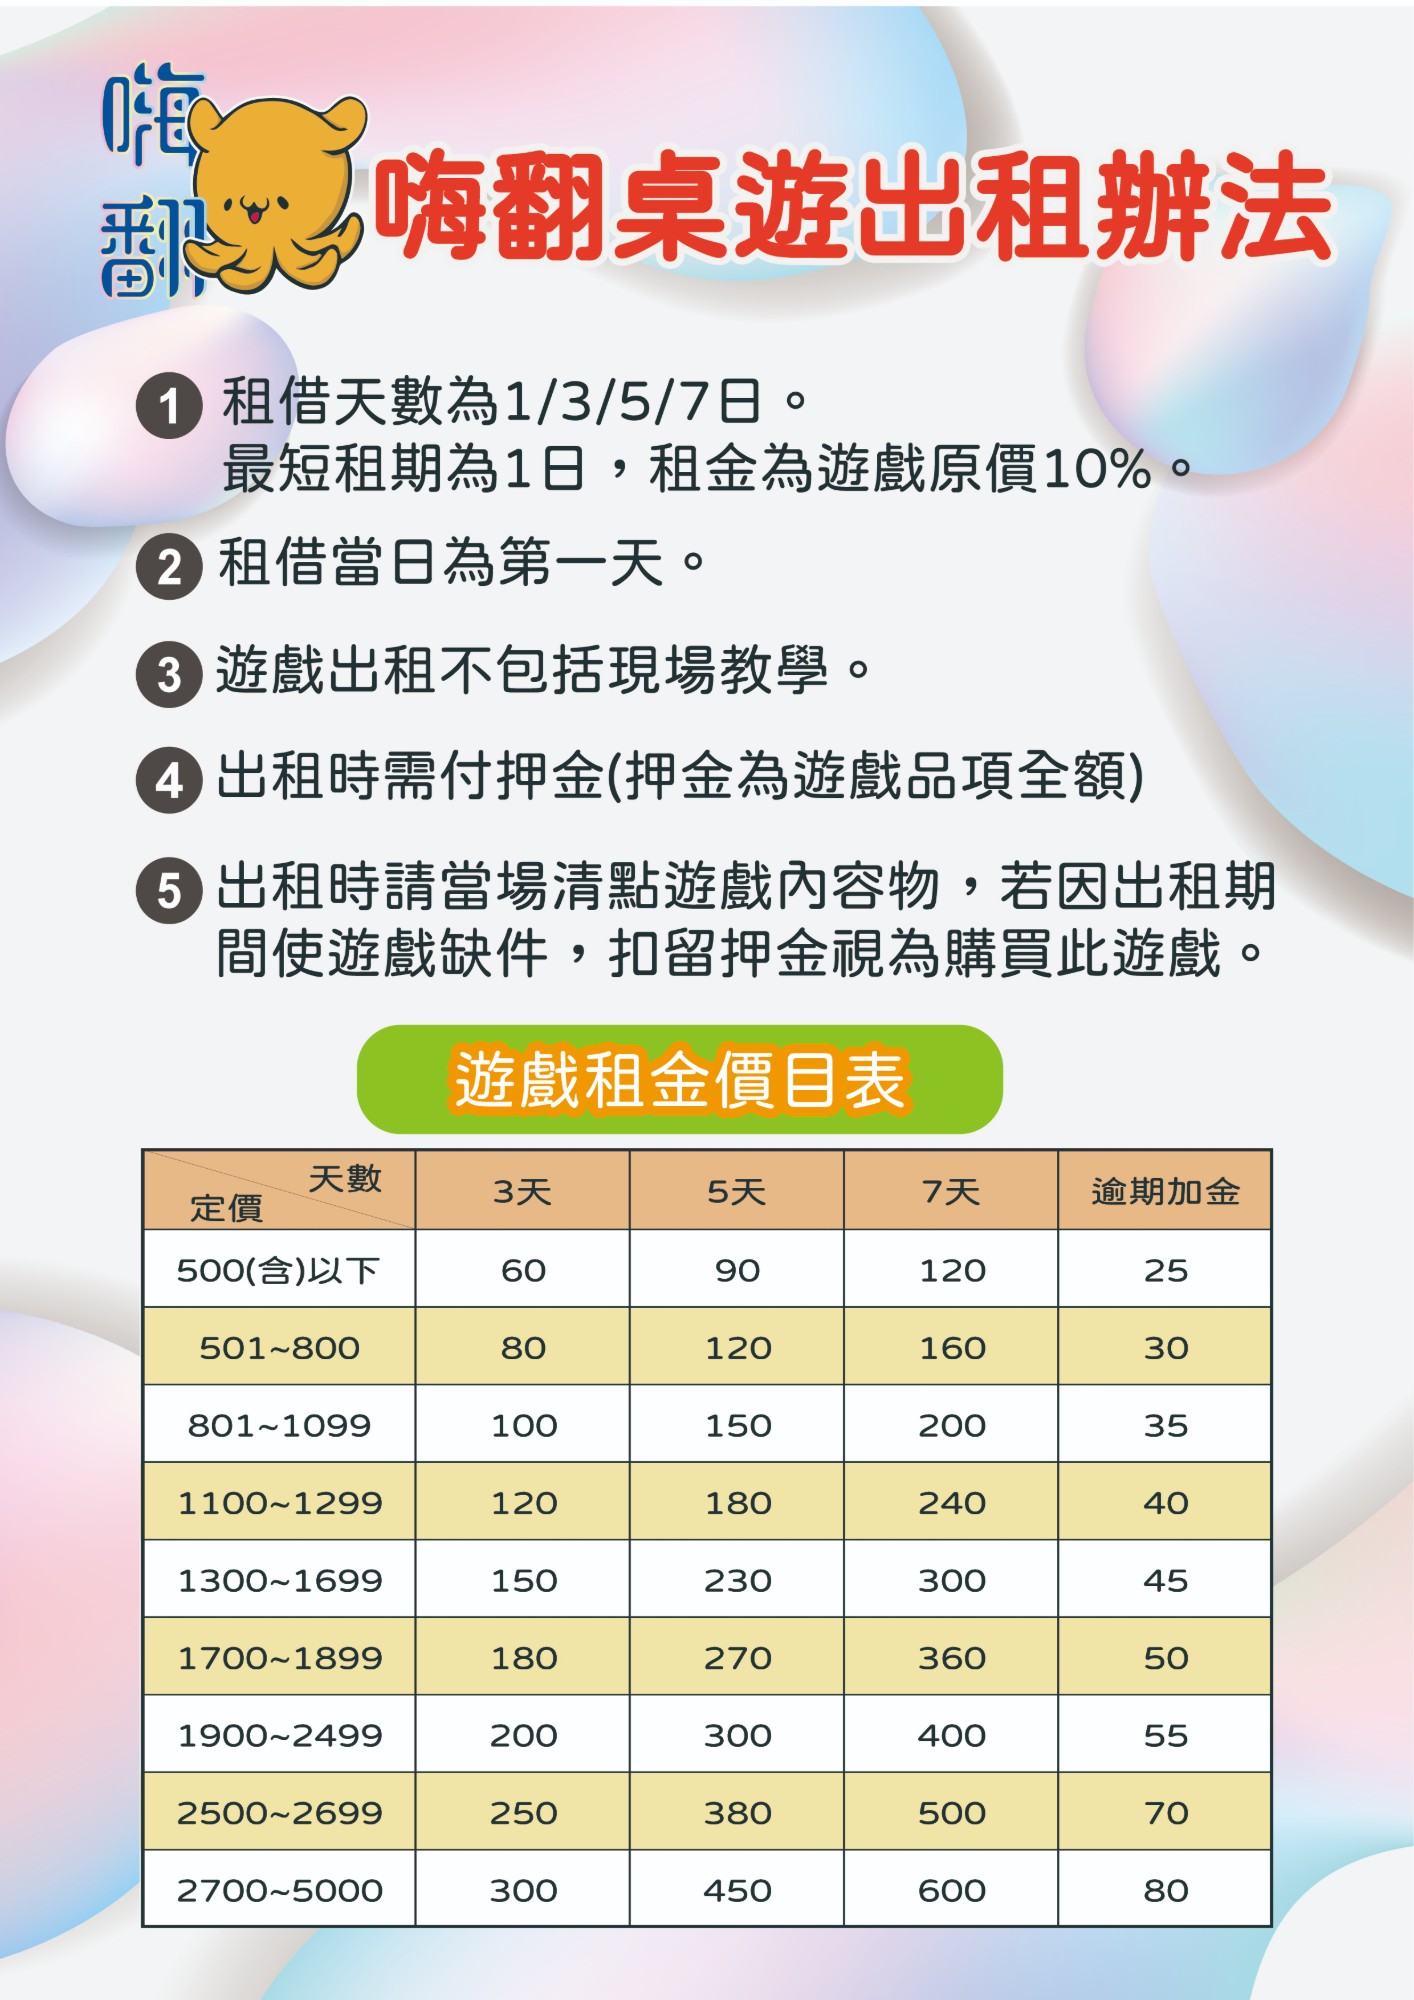 嗨翻
嗨翻桌遊出租辦法
1 租借天數為1/3/5/7日。
最短租期為1日，租金為遊戲原價10%。
2 租借當日為第一天。
3 遊戲出租不包括現場教學。
4 出租時需付押金(押金為遊戲品項全額)
5 出租時請當場清點遊戲內容物，若因出租期
間使遊戲缺件，扣留押金視為購買此遊戲。
遊戲租金價目表
定價 天數 3天 5天 7天 逾期加金
500(含)以下 60 90 120 25
501~800 80 120 160 30
801~1099 100 150 200 35
1100~1299 120 180 240 40
1300~1699 150 230 300 45
1700~1899 180 270 360 50
1900~2499 200 300 400 55
2500~2699 250 380 500 70
2700~5000 300 450 600 80